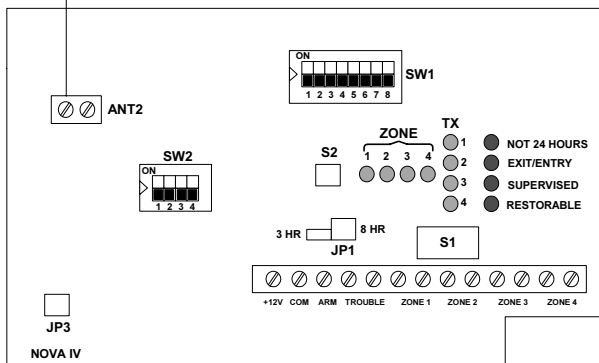 ON
SW1
1 2 3 4 5 6 7 8
ANT2
SW2
ON
1 2 3 4
S2
ZONE
1 2 3 4
TX
1 NOT 24 HOURS
2 EXIT/ENTRY
3 SUPERVISED
4 RESTORABLE
3 HR
8 HR
JP1
S1
+12V COM ARM TROUBLE ZONE 1 ZONE 2 ZONE 3 ZONE 4
JP3
NOVA IV